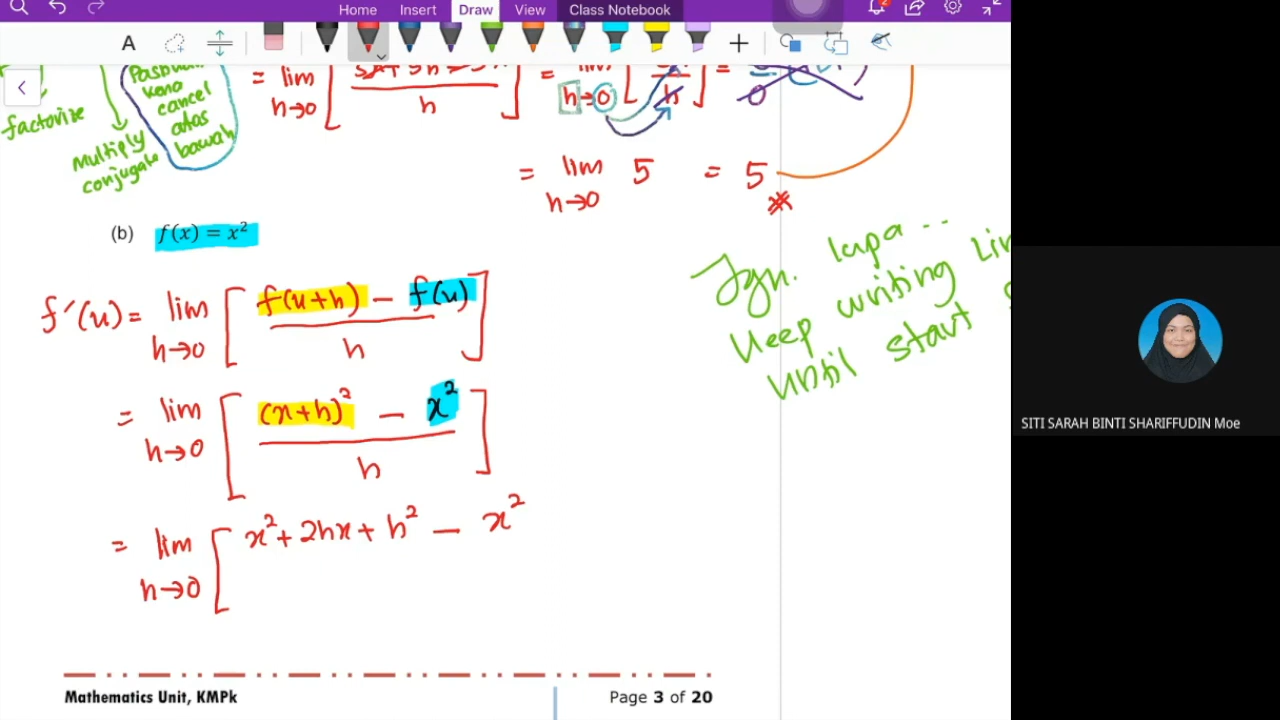 Home Insert Draw View Class Notebook
A
factorize
Multiply
conjugate
kena
cancel
atas
bawah
= lim h→0 [ / h ] = h→0 [ / h ] = / 0
= lim h→0 5 = 5
(b) f(x) = x²
f'(x) = lim h→0 [ f(x+h) − f(x) / h ]
= lim h→0 [ (x+h)² − x² / h ]
= lim h→0 [ x² + 2hx + h² − x²
Jgn. lupa...
keep writing
until start
SITI SARAH BINTI SHARIFFUDIN Moe
Mathematics Unit, KMPk Page 3 of 20